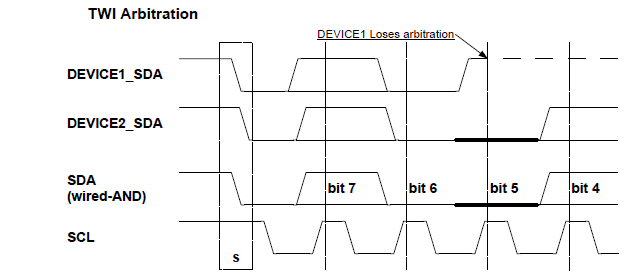 TWI Arbitration
DEVICE1 Loses arbitration
DEVICE1_SDA
DEVICE2_SDA
SDA
(wired-AND)
bit 7 bit 6 bit 5 bit 4
SCL
s